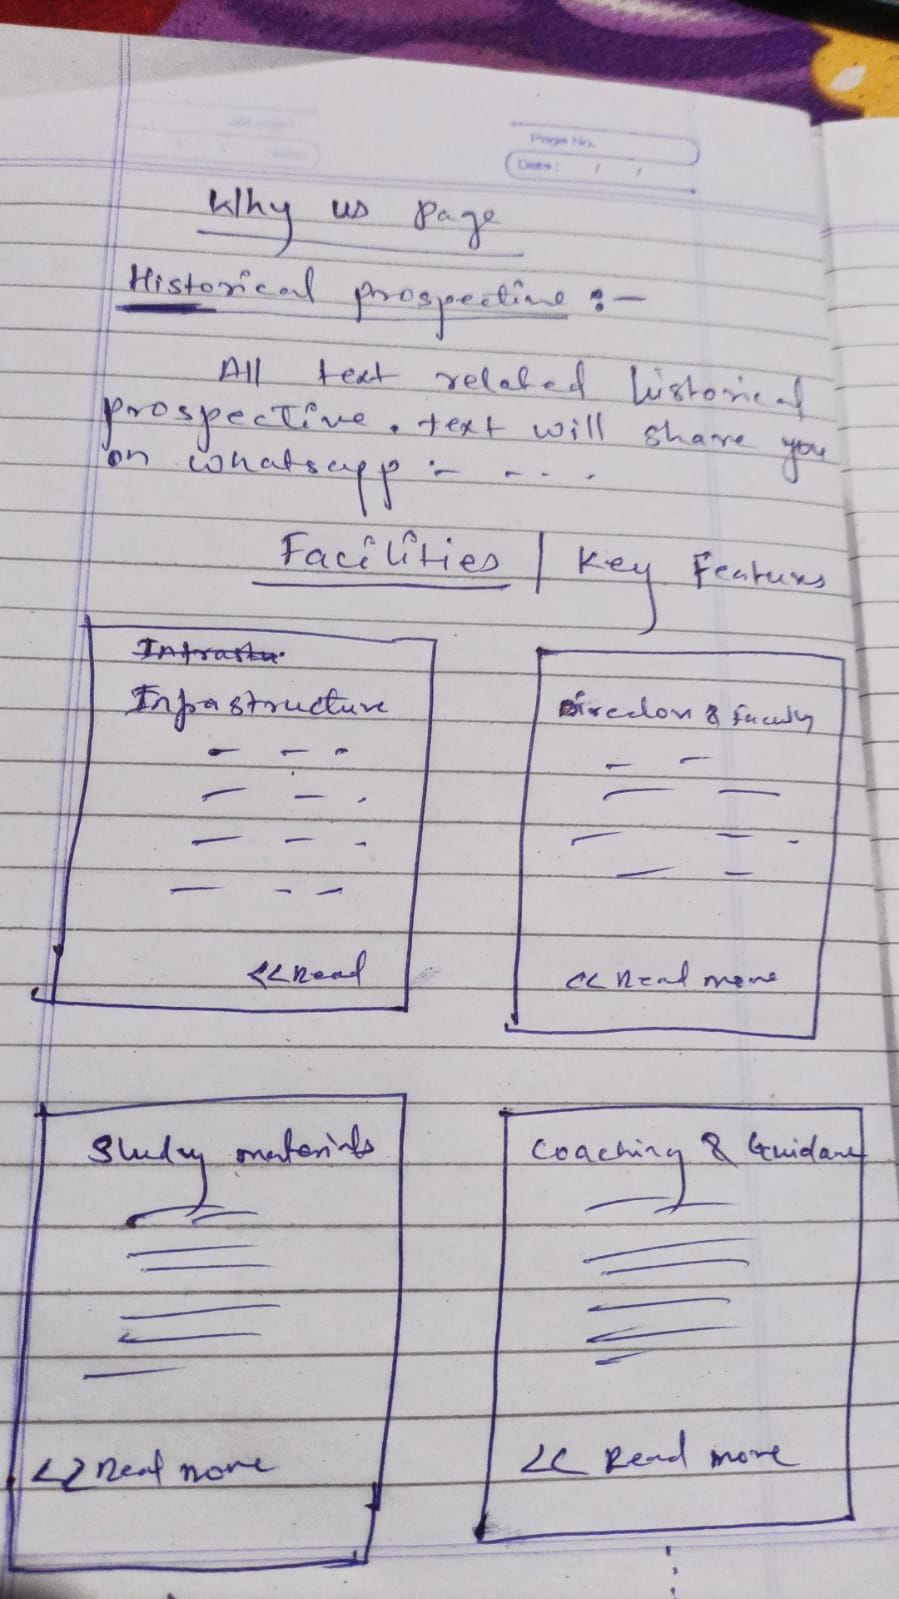 Page No.
Date: / /
Why us page
Historical prospective :-
All text related historical
prospective. text will share you
on whatsapp :- - - - .
Facilities | Key Features
Infrastu.
Infrastructure
Director & Faculty
<< Read
<< Read more
Study materials
Coaching & Guidance
<< Read more
<< Read more